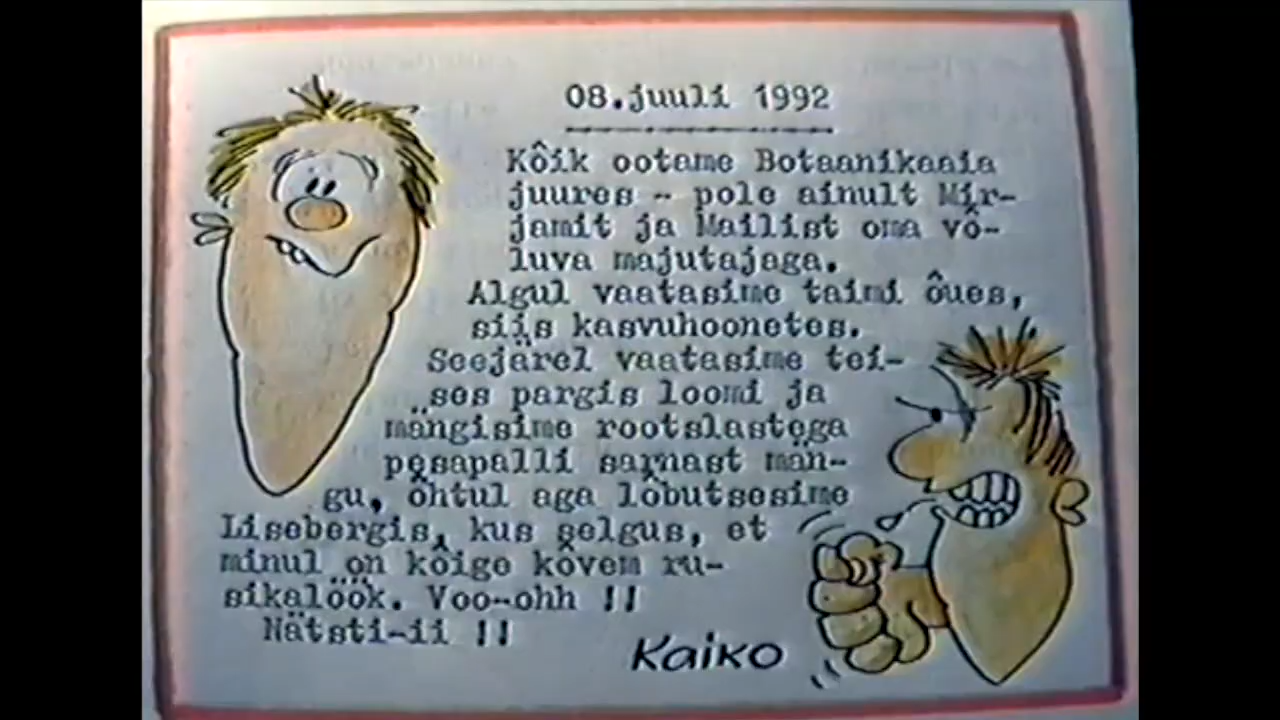 08.juuli 1992
Kôik ootame Botaanikaaia
juures - pole ainult Mir-
jamit ja Mailist oma vô-
luva majutajaga.
Algul vaatasime taimi ôues,
siis kasvuhoonetes.
Seejärel vaatasime tei-
ses pargis loomi ja
mängisime rootslastega
pesapalli sarnast män-
gu, ôhtul aga lôbutsesime
Lisebergis, kus selgus, et
minul on kôige kôvem ru-
sikalöök. Voo-ohh !!
Nätsti-ii !!
Kaiko